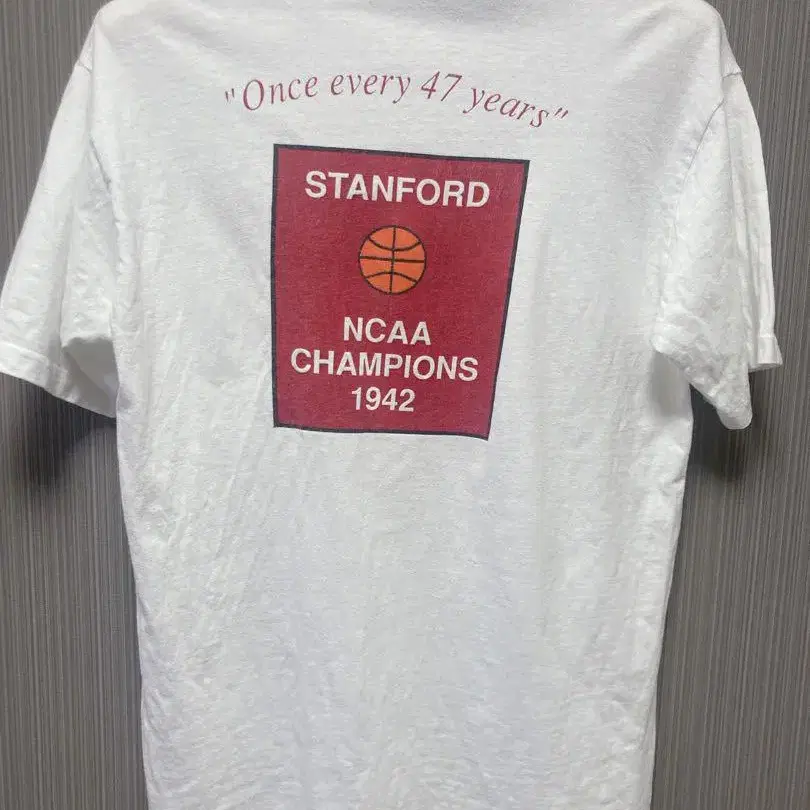 "Once every 47 years"
STANFORD
NCAA
CHAMPIONS
1942